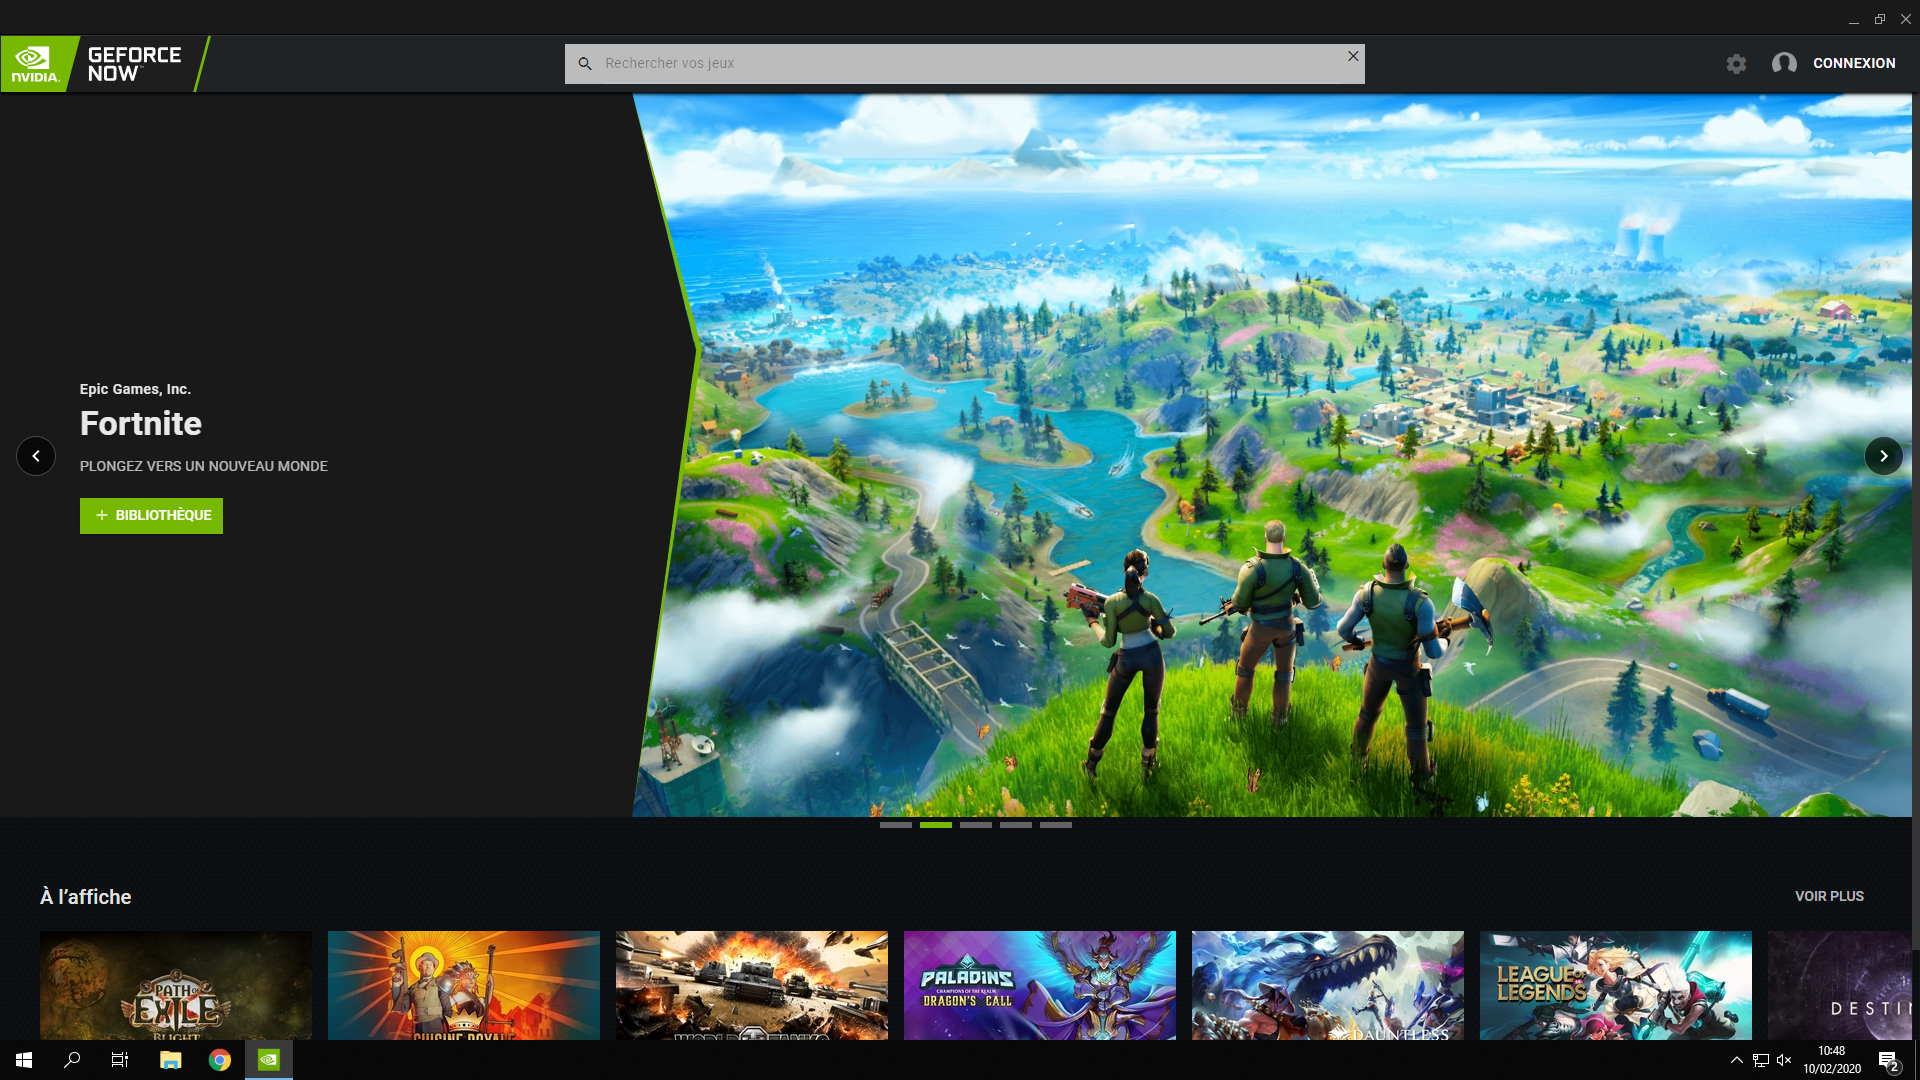 NVIDIA.
GEFORCE
NOW
Rechercher vos jeux
CONNEXION
Epic Games, Inc.
Fortnite
PLONGEZ VERS UN NOUVEAU MONDE
+ BIBLIOTHÈQUE
À l’affiche
VOIR PLUS
PATH OF
EXILE
BLIGHT
CUISINE ROYALE
WORLD OF TANKS
PALADINS
CHAMPIONS OF THE REALM
DRAGON'S CALL
DAUNTLESS
LEAGUE OF
LEGENDS
DESTIN
10:48
10/02/2020
2